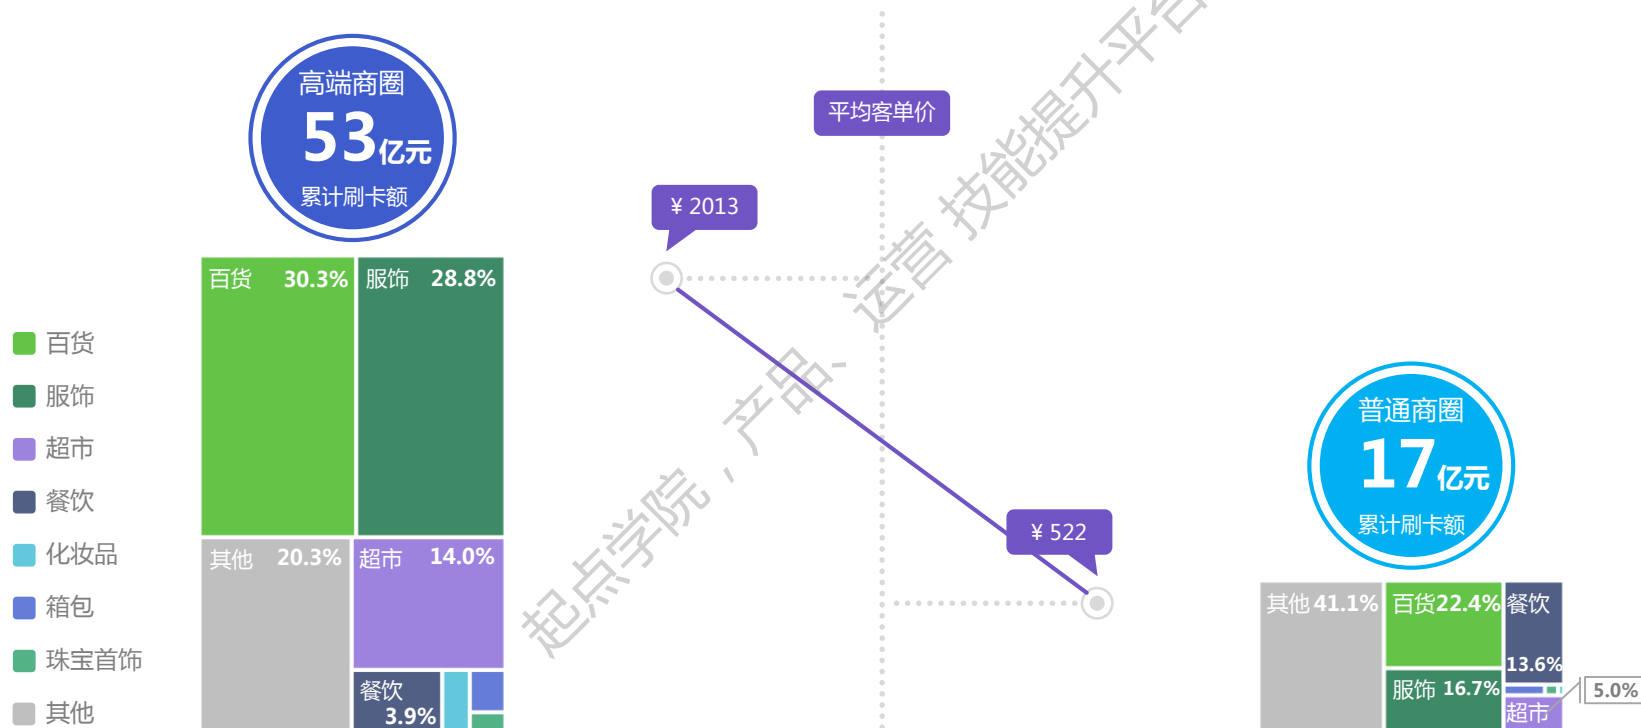 高端商圈
53亿元
累计刷卡额
平均客单价
¥ 2013
¥ 522
普通商圈
17亿元
累计刷卡额
百货
服饰
超市
餐饮
化妆品
箱包
珠宝首饰
其他
百货 30.3%
服饰 28.8%
其他 20.3%
超市 14.0%
餐饮
3.9%
其他 41.1%
百货 22.4%
餐饮
13.6%
服饰 16.7%
超市
5.0%
起点学院，产品、运营 技能提升平台